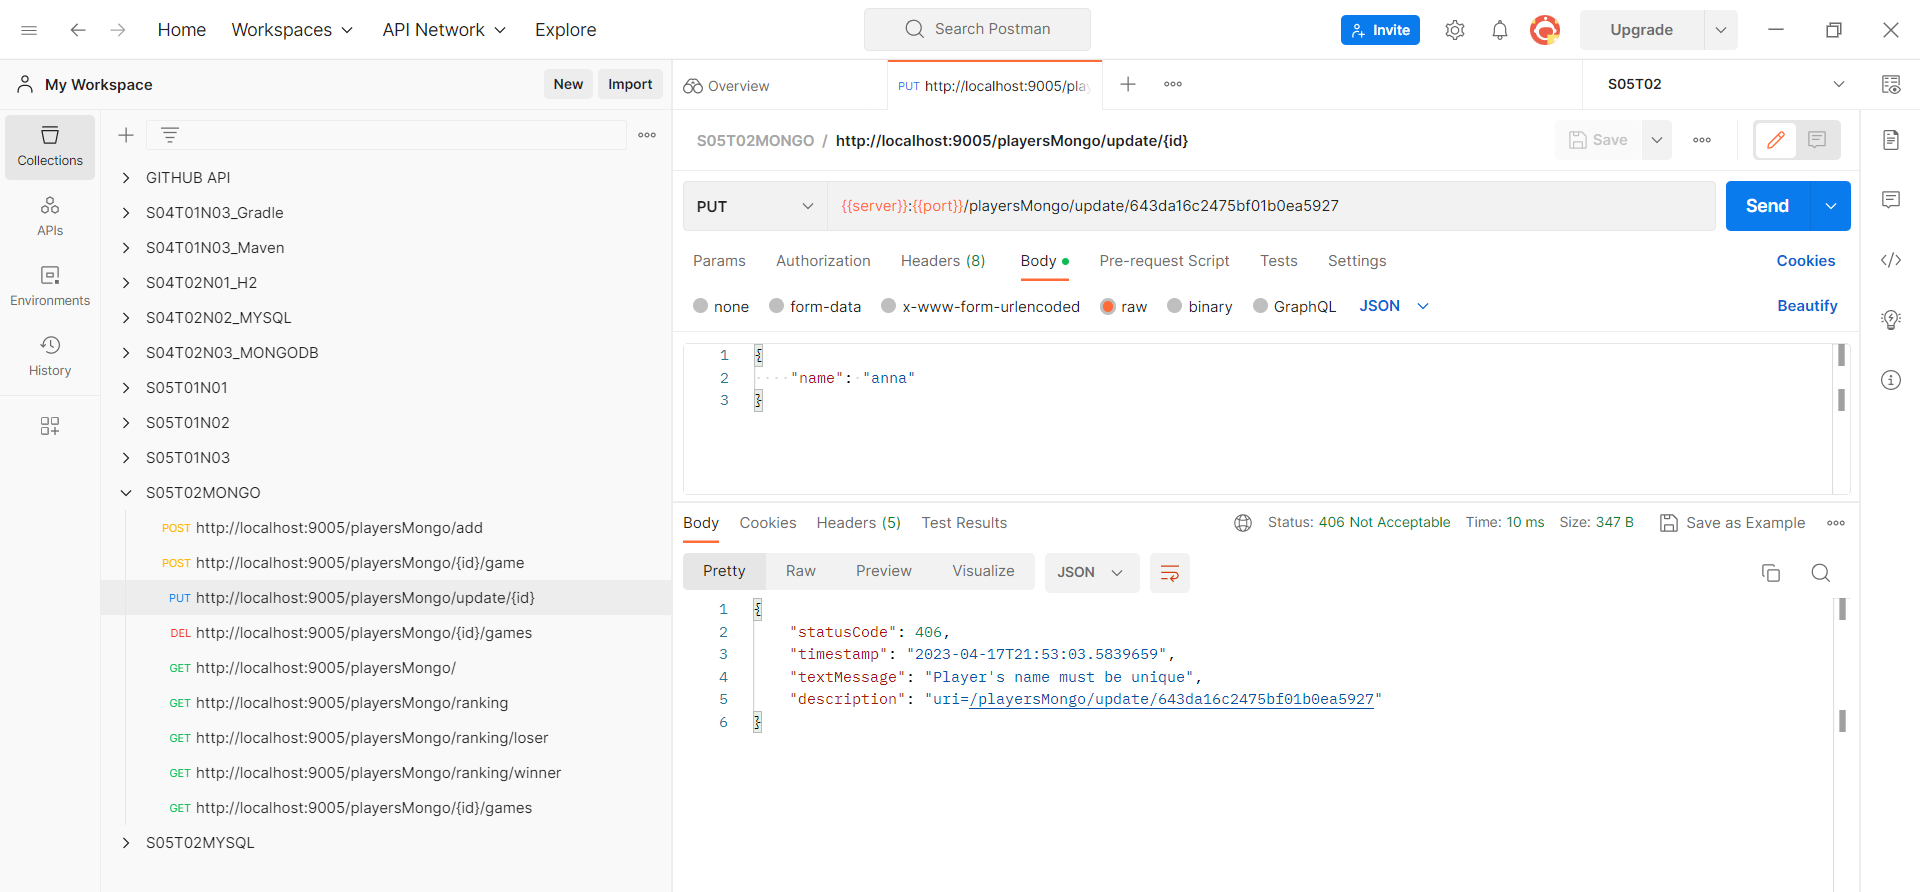 Home Workspaces API Network Explore Search Postman Invite Upgrade
My Workspace New Import
Overview PUT http://localhost:9005/pla S05T02
Collections
APIs
Environments
History
GITHUB API
S04T01N03_Gradle
S04T01N03_Maven
S04T02N01_H2
S04T02N02_MYSQL
S04T02N03_MONGODB
S05T01N01
S05T01N02
S05T01N03
S05T02MONGO
POST http://localhost:9005/playersMongo/add
POST http://localhost:9005/playersMongo/{id}/game
PUT http://localhost:9005/playersMongo/update/{id}
DEL http://localhost:9005/playersMongo/{id}/games
GET http://localhost:9005/playersMongo/
GET http://localhost:9005/playersMongo/ranking
GET http://localhost:9005/playersMongo/ranking/loser
GET http://localhost:9005/playersMongo/ranking/winner
GET http://localhost:9005/playersMongo/{id}/games
S05T02MYSQL
S05T02MONGO / http://localhost:9005/playersMongo/update/{id} Save
PUT {{server}}:{{port}}/playersMongo/update/643da16c2475bf01b0ea5927 Send
Params Authorization Headers (8) Body Pre-request Script Tests Settings Cookies
none form-data x-www-form-urlencoded raw binary GraphQL JSON Beautify
1 {
2 "name": "anna"
3 }
Body Cookies Headers (5) Test Results Status: 406 Not Acceptable Time: 10 ms Size: 347 B Save as Example
Pretty Raw Preview Visualize JSON
1 {
2 "statusCode": 406,
3 "timestamp": "2023-04-17T21:53:03.5839659",
4 "textMessage": "Player's name must be unique",
5 "description": "uri=/playersMongo/update/643da16c2475bf01b0ea5927"
6 }